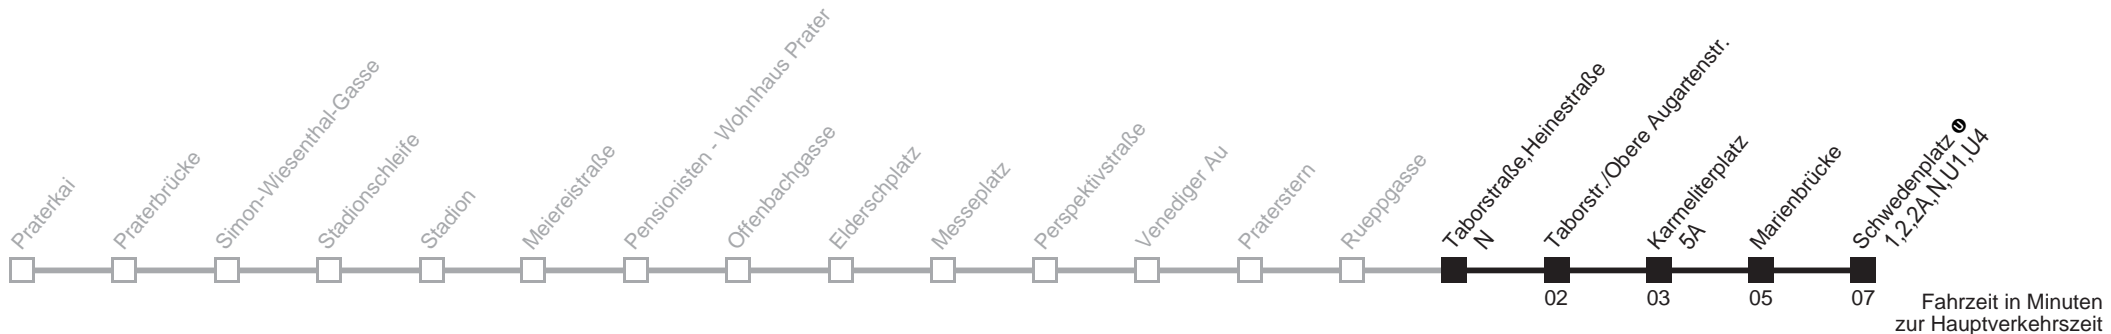 Praterkai
Praterbrücke
Simon-Wiesenthal-Gasse
Stadionschleife
Stadion
Meiereistraße
Pensionisten - Wohnhaus Prater
Offenbachgasse
Elderschplatz
Messeplatz
Perspektivstraße
Venediger Au
Praterstern
Rueppgasse
Taborstraße,Heinestraße
N
Taborstr./Obere Augartenstr.
Karmeliterplatz
5A
Marienbrücke
Schwedenplatz U
1,2,2A,N,U1,U4
02
03
05
07
Fahrzeit in Minuten
zur Hauptverkehrszeit